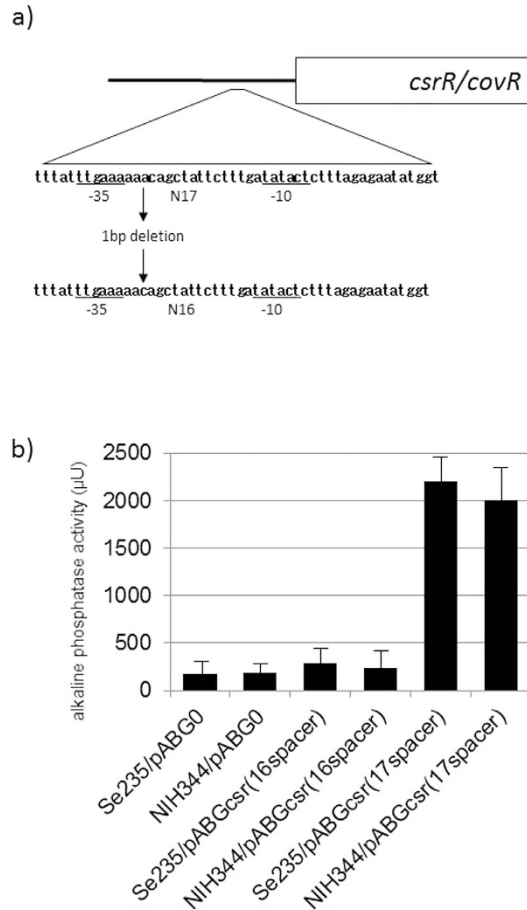 a)
csrR/covR
tttatttgaaaaaacagctattctttgatatactctttagagaatatggt
-35 N17 -10
1bp deletion
tttatttgaaaaacagctattctttgatatactctttagagaatatggt
-35 N16 -10
b)
alkaline phosphatase activity (µU)
2500
2000
1500
1000
500
0
Se235/pABG0
NIH344/pABG0
Se235/pABGcsr(16spacer)
NIH344/pABGcsr(16spacer)
Se235/pABGcsr(17spacer)
NIH344/pABGcsr(17spacer)